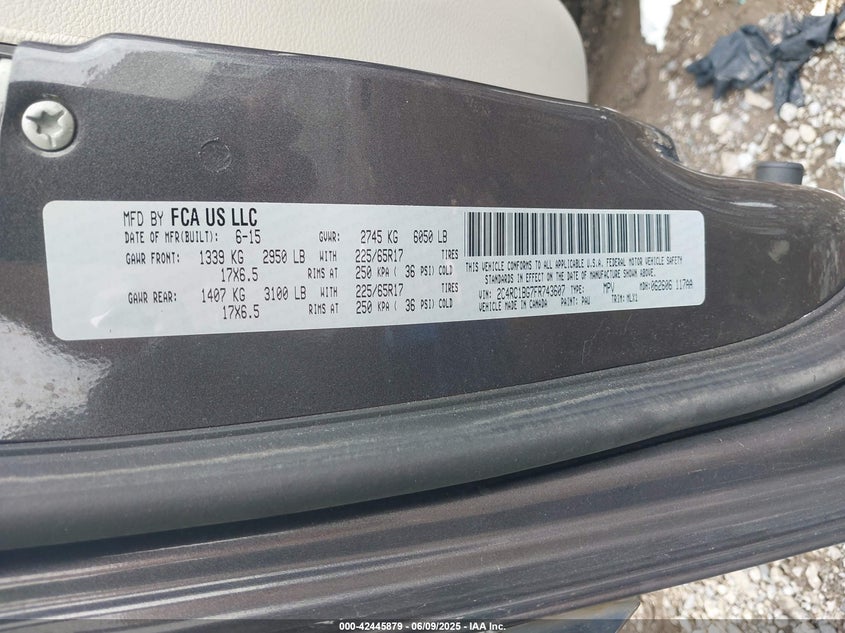 MFD BY FCA US LLC
DATE OF MFR(BUILT): 6-15 GVWR: 2745 KG 6050 LB
GAWR FRONT: 1339 KG 2950 LB WITH 225/65R17 TIRES
17X6.5 RIMS AT 250 KPA ( 36 PSI) COLD
GAWR REAR: 1407 KG 3100 LB WITH 225/65R17 TIRES
17X6.5 RIMS AT 250 KPA ( 36 PSI) COLD
THIS VEHICLE CONFORMS TO ALL APPLICABLE U.S.A. FEDERAL MOTOR VEHICLE SAFETY
STANDARDS IN EFFECT ON THE DATE OF MANUFACTURE SHOWN ABOVE.
VIN: 2C4RC1BG7FR743607 TYPE: MPV MDH: 062606 117AA
VEHICLE MADE IN CANADA PAINT: PAU TRIM: MLX1
000-42445879 - 06/09/2025 - IAA, Inc.